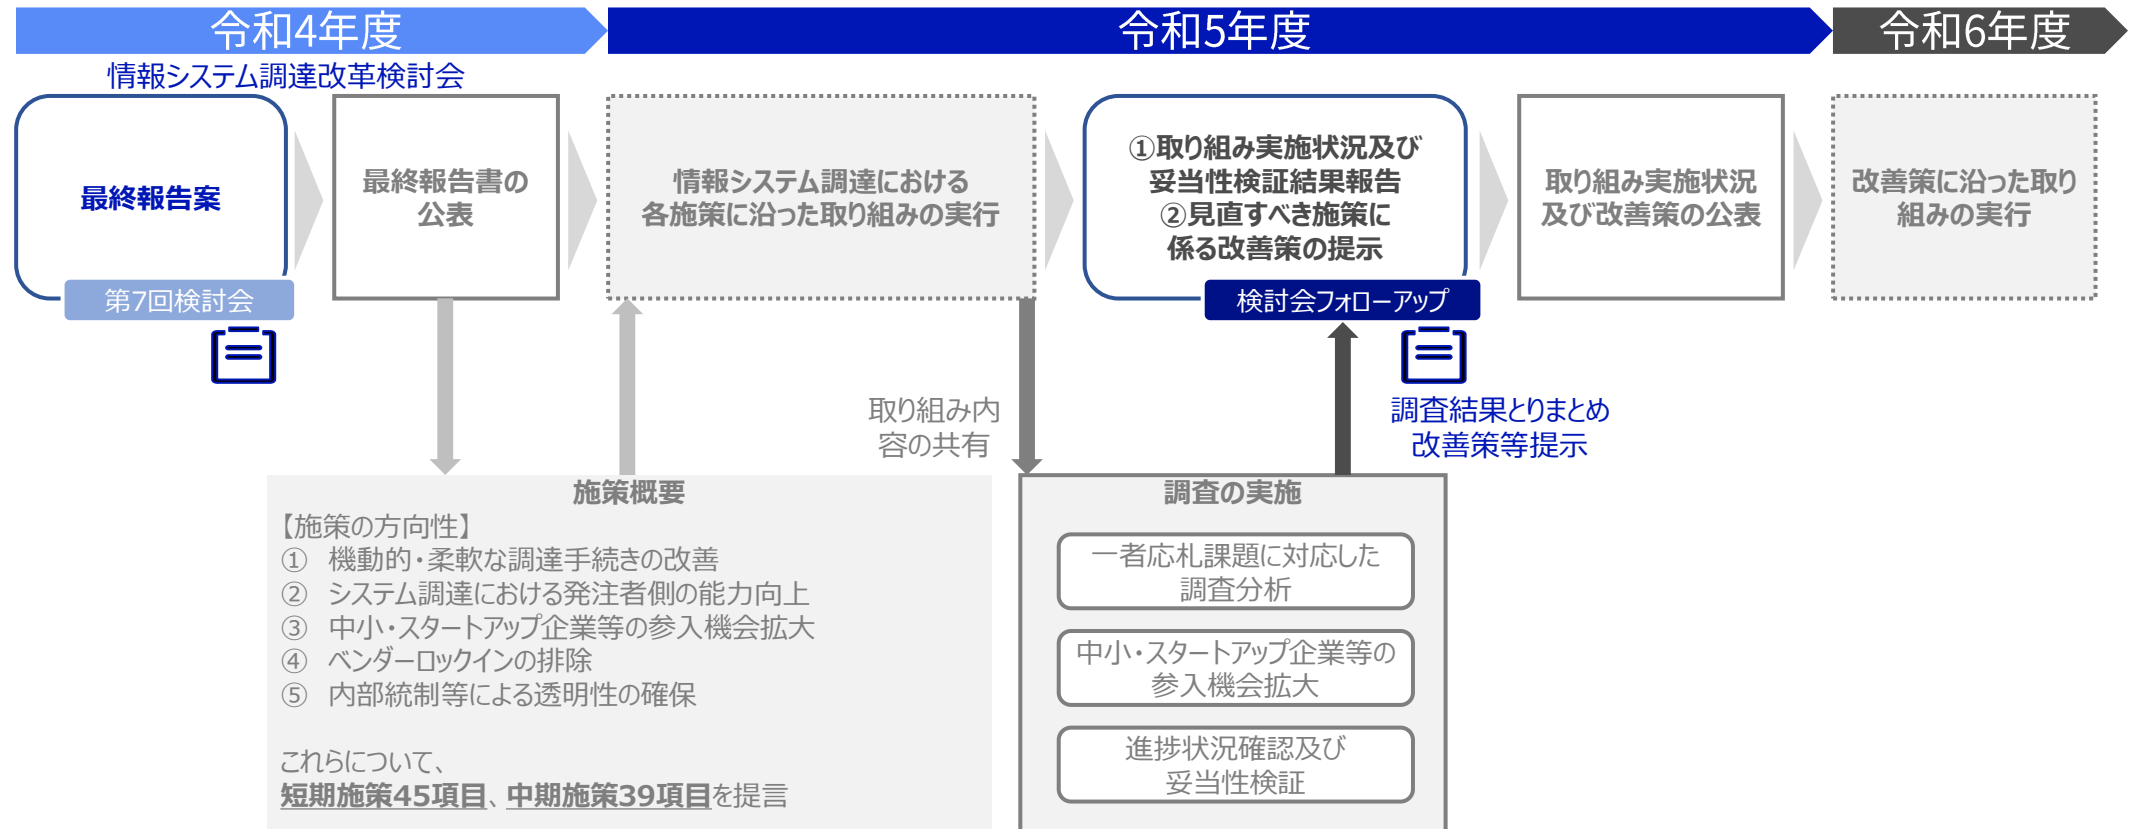 令和4年度
令和5年度
令和6年度
情報システム調達改革検討会
最終報告案
第7回検討会
最終報告書の
公表
情報システム調達における
各施策に沿った取り組みの実行
①取り組み実施状況及び
妥当性検証結果報告
②見直すべき施策に
係る改善策の提示
検討会フォローアップ
取り組み実施状況
及び改善策の公表
改善策に沿った取り
組みの実行
取り組み内
容の共有
調査結果とりまとめ
改善策等提示
施策概要
【施策の方向性】
① 機動的・柔軟な調達手続きの改善
② システム調達における発注者側の能力向上
③ 中小・スタートアップ企業等の参入機会拡大
④ ベンダーロックインの排除
⑤ 内部統制等による透明性の確保
これらについて、
短期施策45項目、中期施策39項目を提言
調査の実施
一者応札課題に対応した
調査分析
中小・スタートアップ企業等の
参入機会拡大
進捗状況確認及び
妥当性検証